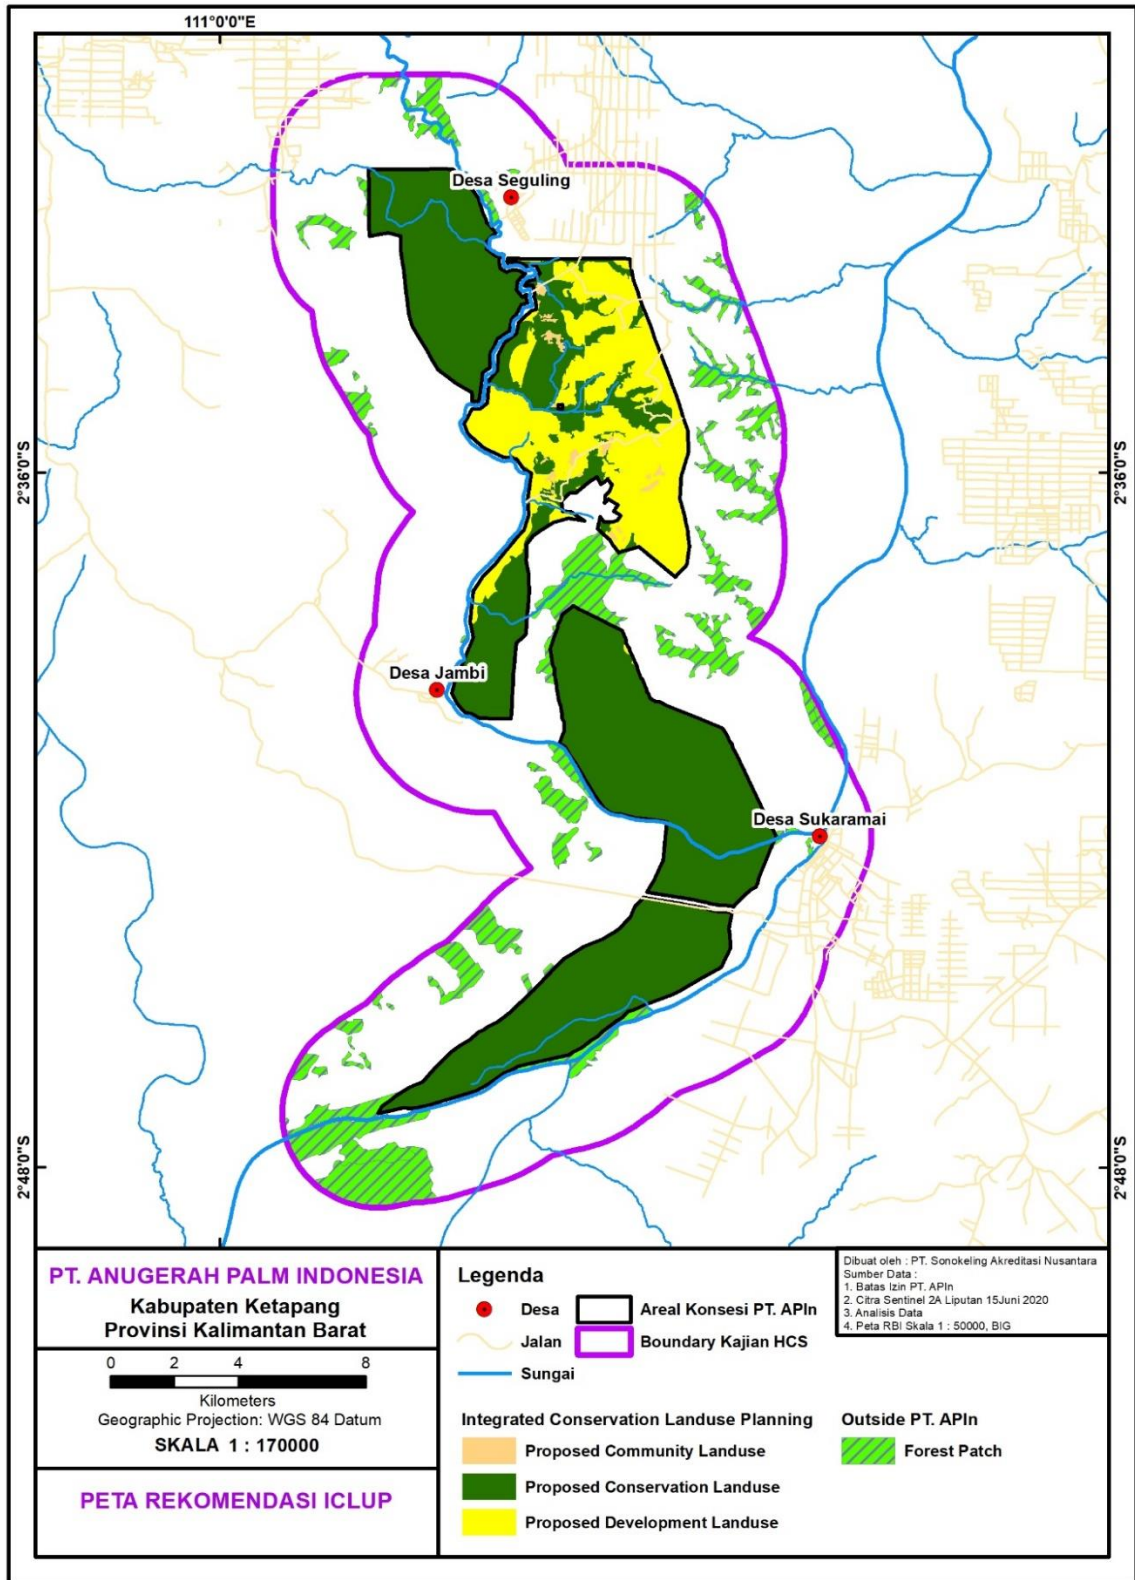 111°0'0"E
Desa Seguling
2°36'0"S
2°36'0"S
Desa Jambi
Desa Sukaramai
2°48'0"S
2°48'0"S
PT. ANUGERAH PALM INDONESIA
Kabupaten Ketapang
Provinsi Kalimantan Barat
0 2 4 8
Kilometers
Geographic Projection: WGS 84 Datum
SKALA 1 : 170000
PETA REKOMENDASI ICLUP
Legenda
Desa
Areal Konsesi PT. APIn
Jalan
Boundary Kajian HCS
Sungai
Integrated Conservation Landuse Planning
Proposed Community Landuse
Proposed Conservation Landuse
Proposed Development Landuse
Outside PT. APIn
Forest Patch
Dibuat oleh : PT. Sonokeling Akreditasi Nusantara
Sumber Data :
1. Batas Izin PT. APIn
2. Citra Sentinel 2A Liputan 15Juni 2020
3. Analisis Data
4. Peta RBI Skala 1 : 50000, BIG